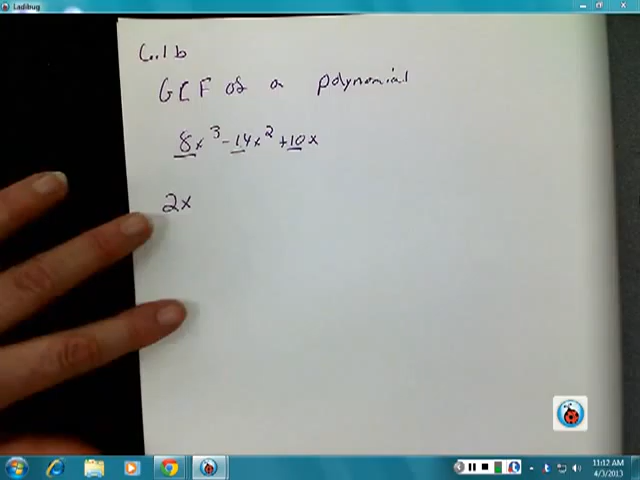 Ladibug
6.1b
GCF of a polynomial
8x³ - 14x² + 10x
2x
11:12 AM
4/3/2013